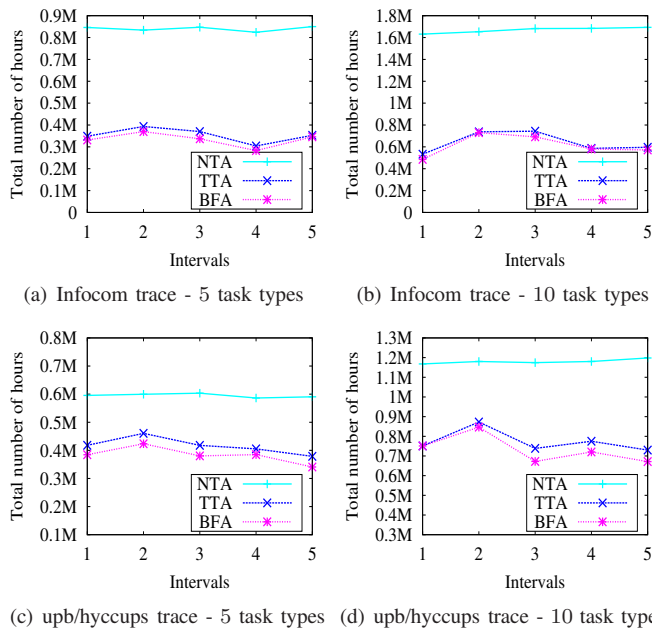 0.9M
0.8M
0.7M
0.6M
0.5M
0.4M
0.3M
0.2M
0.1M
0
Total number of hours
NTA
TTA
BFA
1 2 3 4 5
Intervals
(a) Infocom trace - 5 task types
1.8M
1.6M
1.4M
1.2M
1M
0.8M
0.6M
0.4M
0.2M
0
Total number of hours
NTA
TTA
BFA
1 2 3 4 5
Intervals
(b) Infocom trace - 10 task types
0.8M
0.7M
0.6M
0.5M
0.4M
0.3M
0.2M
0.1M
Total number of hours
NTA
TTA
BFA
1 2 3 4 5
Intervals
(c) upb/hyccups trace - 5 task types
1.3M
1.2M
1.1M
1M
0.9M
0.8M
0.7M
0.6M
0.5M
0.4M
0.3M
Total number of hours
NTA
TTA
BFA
1 2 3 4 5
Intervals
(d) upb/hyccups trace - 10 task type